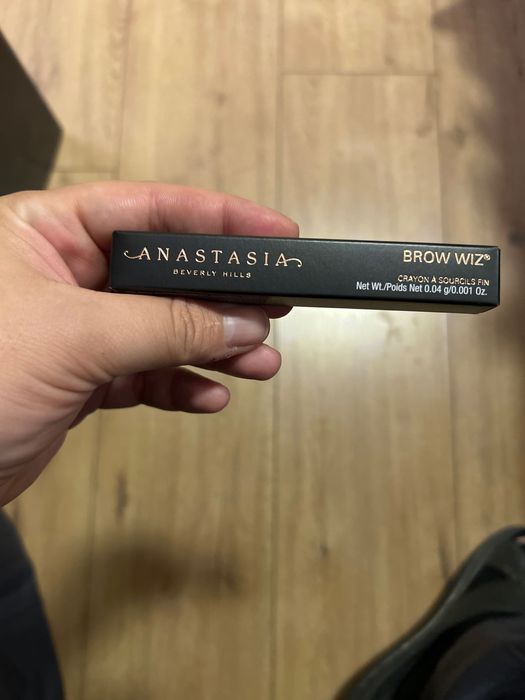 ANASTASIA
BEVERLY HILLS
BROW WIZ®
CRAYON À SOURCILS FIN
Net Wt./Poids Net 0.04 g/0.001 Oz.